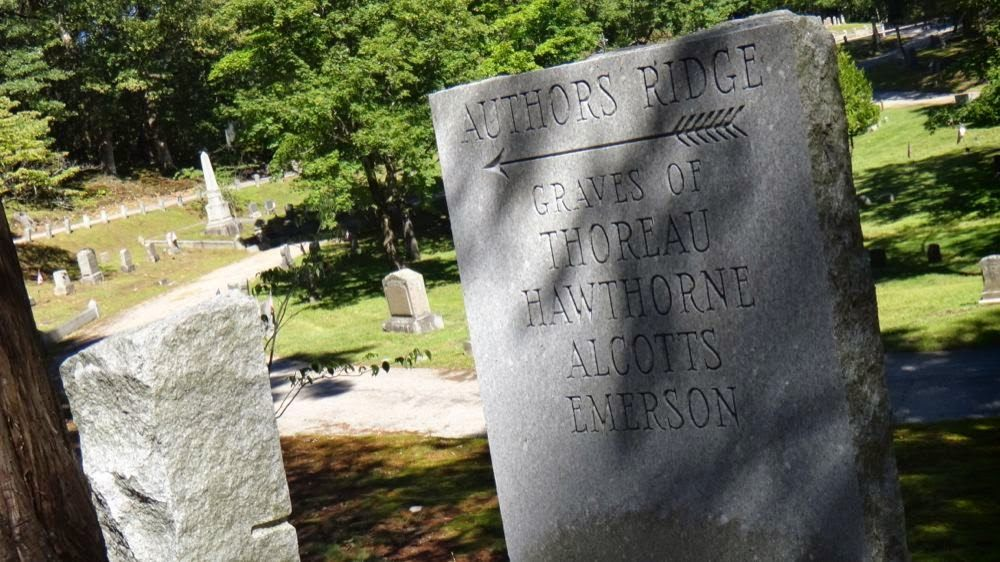 AUTHORS RIDGE
GRAVES OF
THOREAU
HAWTHORNE
ALCOTTS
EMERSON